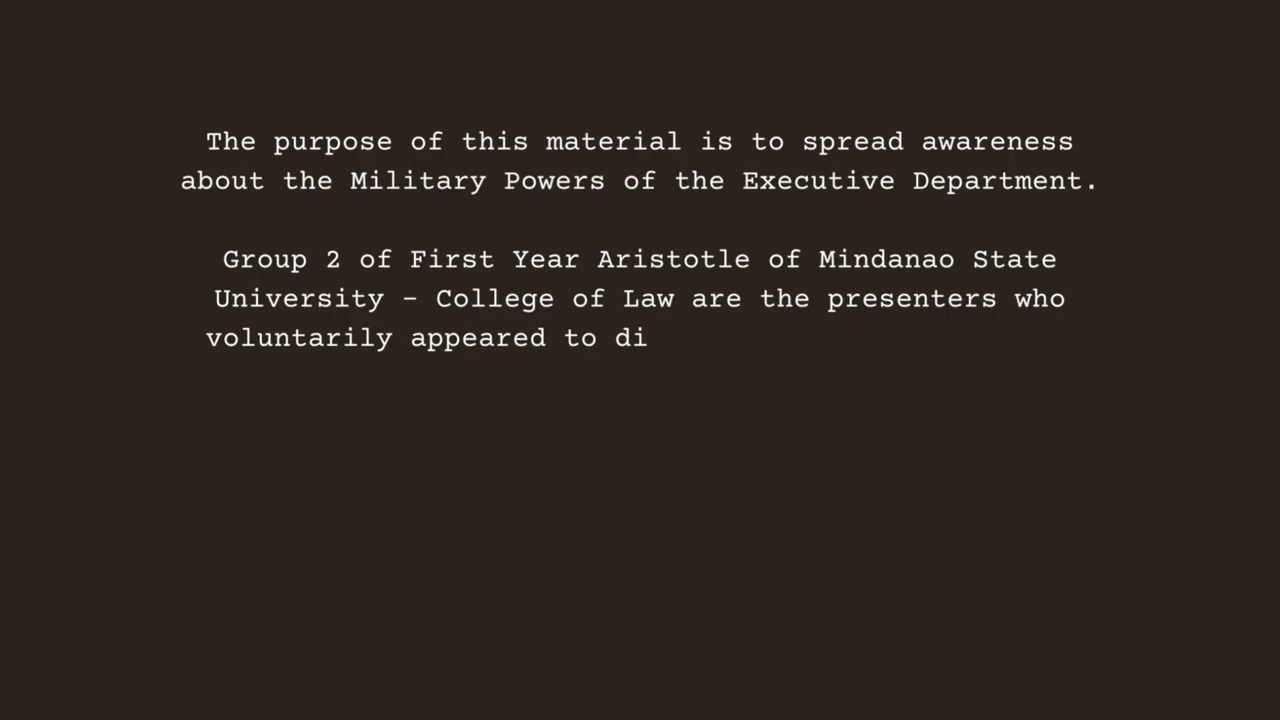 The purpose of this material is to spread awareness
about the Military Powers of the Executive Department.
Group 2 of First Year Aristotle of Mindanao State
University - College of Law are the presenters who
voluntarily appeared to di